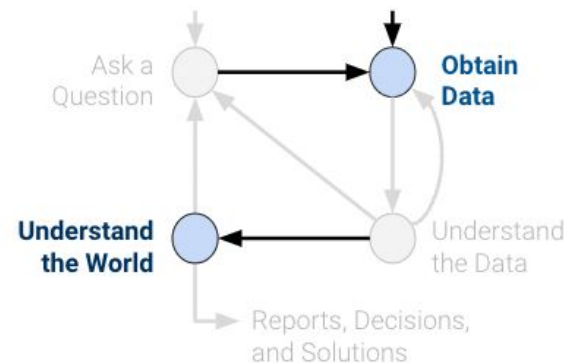 Ask a
Question
Obtain
Data
Understand
the World
Understand
the Data
Reports, Decisions,
and Solutions